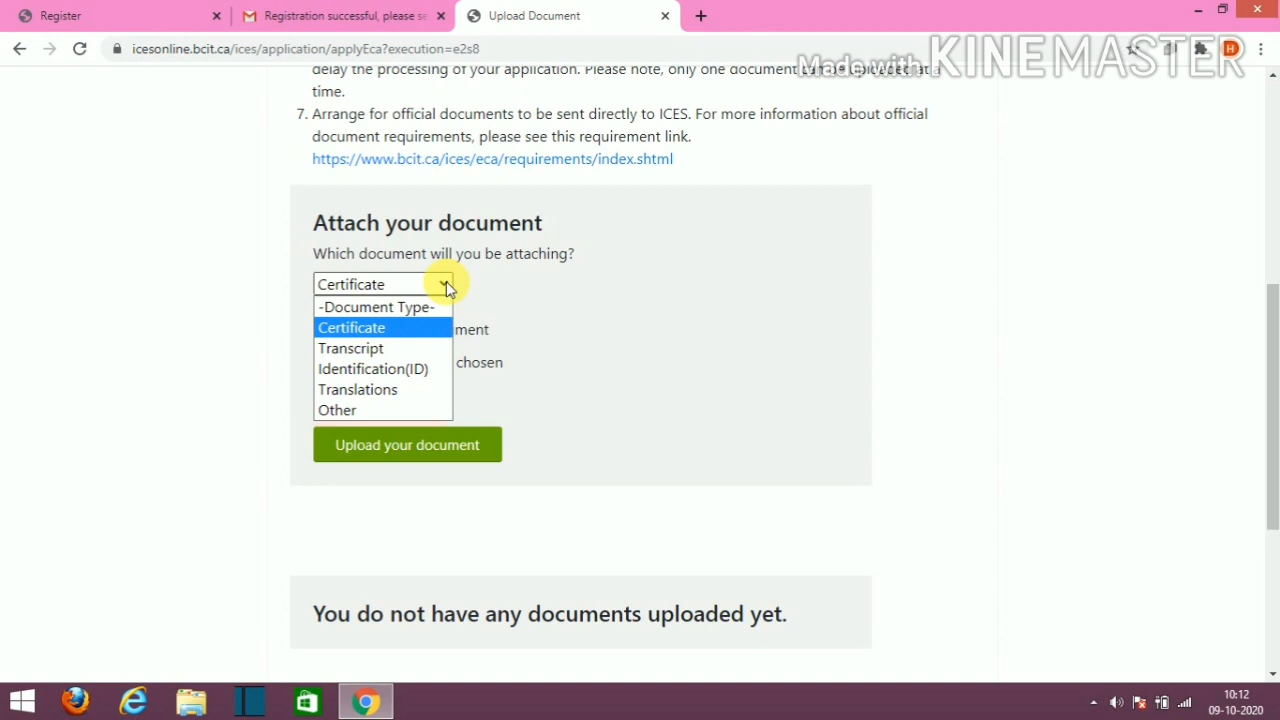 Register
Registration successful, please se
Upload Document
icesonline.bcit.ca/ices/application/applyEca?execution=e2s8
H
Made with KINEMASTER
delay the processing of your application. Please note, only one document can be uploaded at a
time.
7. Arrange for official documents to be sent directly to ICES. For more information about official
document requirements, please see this requirement link.
https://www.bcit.ca/ices/eca/requirements/index.shtml
Attach your document
Which document will you be attaching?
Certificate
-Document Type-
Certificate
ment
Transcript
chosen
Identification(ID)
Translations
Other
Upload your document
You do not have any documents uploaded yet.
10:12
09-10-2020